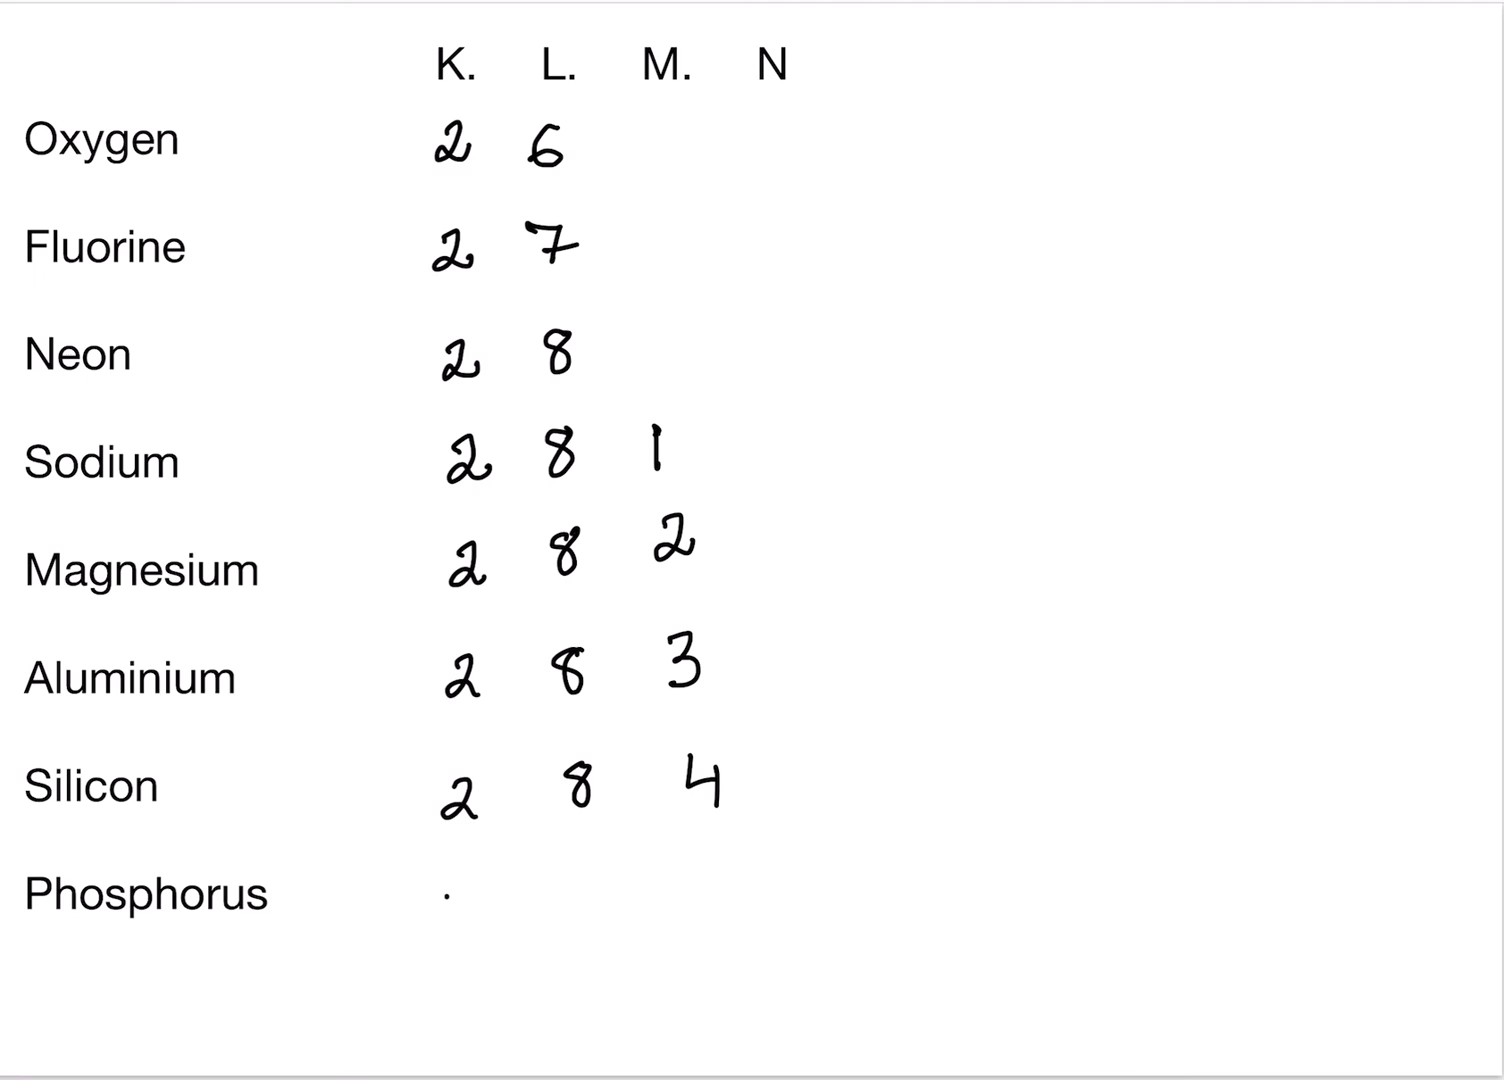 K. L. M. N
Oxygen 2 6
Fluorine 2 7
Neon 2 8
Sodium 2 8 1
Magnesium 2 8 2
Aluminium 2 8 3
Silicon 2 8 4
Phosphorus .